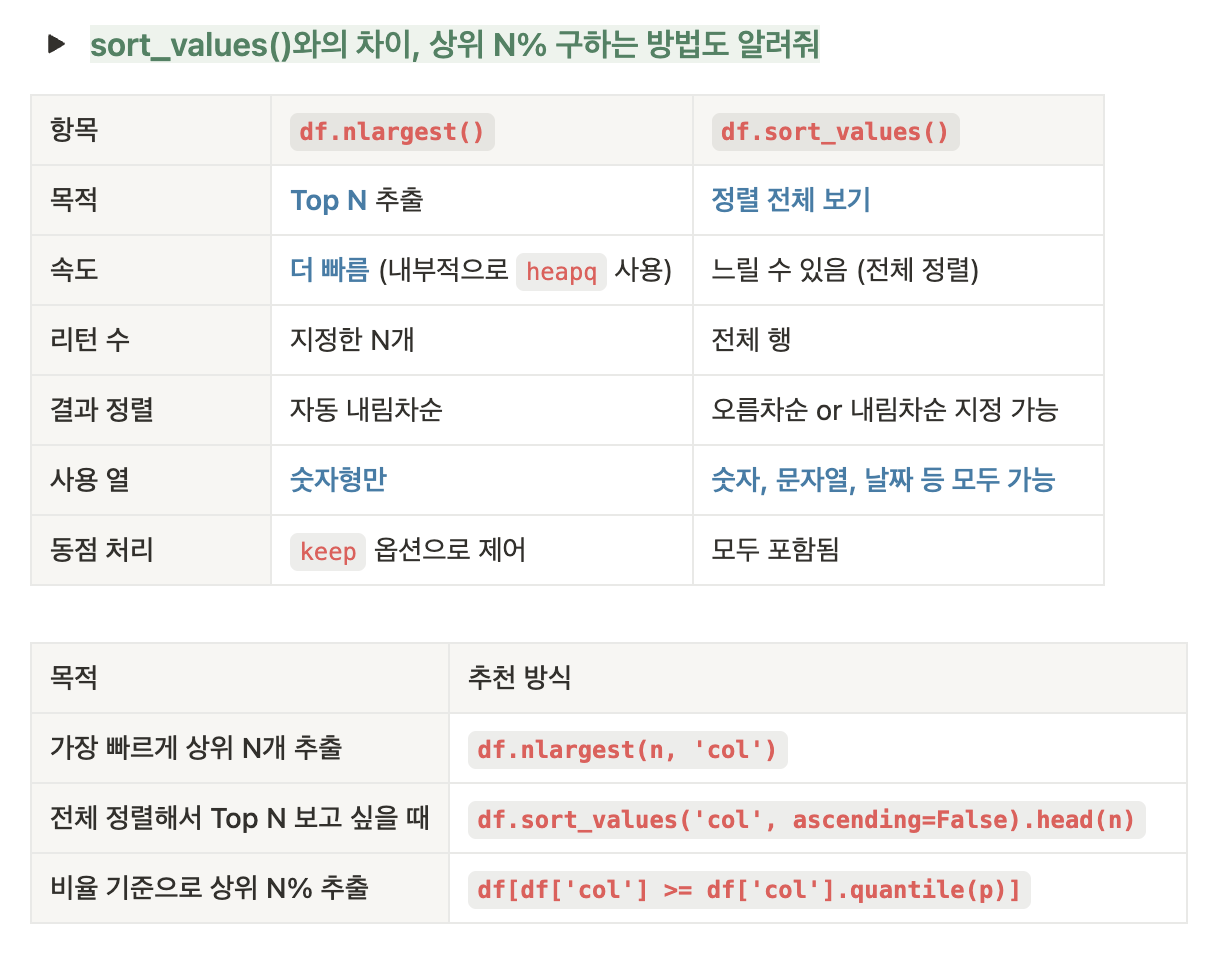 sort_values()와의 차이, 상위 N% 구하는 방법도 알려줘
항목 df.nlargest() df.sort_values()
목적 Top N 추출 정렬 전체 보기
속도 더 빠름 (내부적으로 heapq 사용) 느릴 수 있음 (전체 정렬)
리턴 수 지정한 N개 전체 행
결과 정렬 자동 내림차순 오름차순 or 내림차순 지정 가능
사용 열 숫자형만 숫자, 문자열, 날짜 등 모두 가능
동점 처리 keep 옵션으로 제어 모두 포함됨
목적 추천 방식
가장 빠르게 상위 N개 추출 df.nlargest(n, 'col')
전체 정렬해서 Top N 보고 싶을 때 df.sort_values('col', ascending=False).head(n)
비율 기준으로 상위 N% 추출 df[df['col'] >= df['col'].quantile(p)]